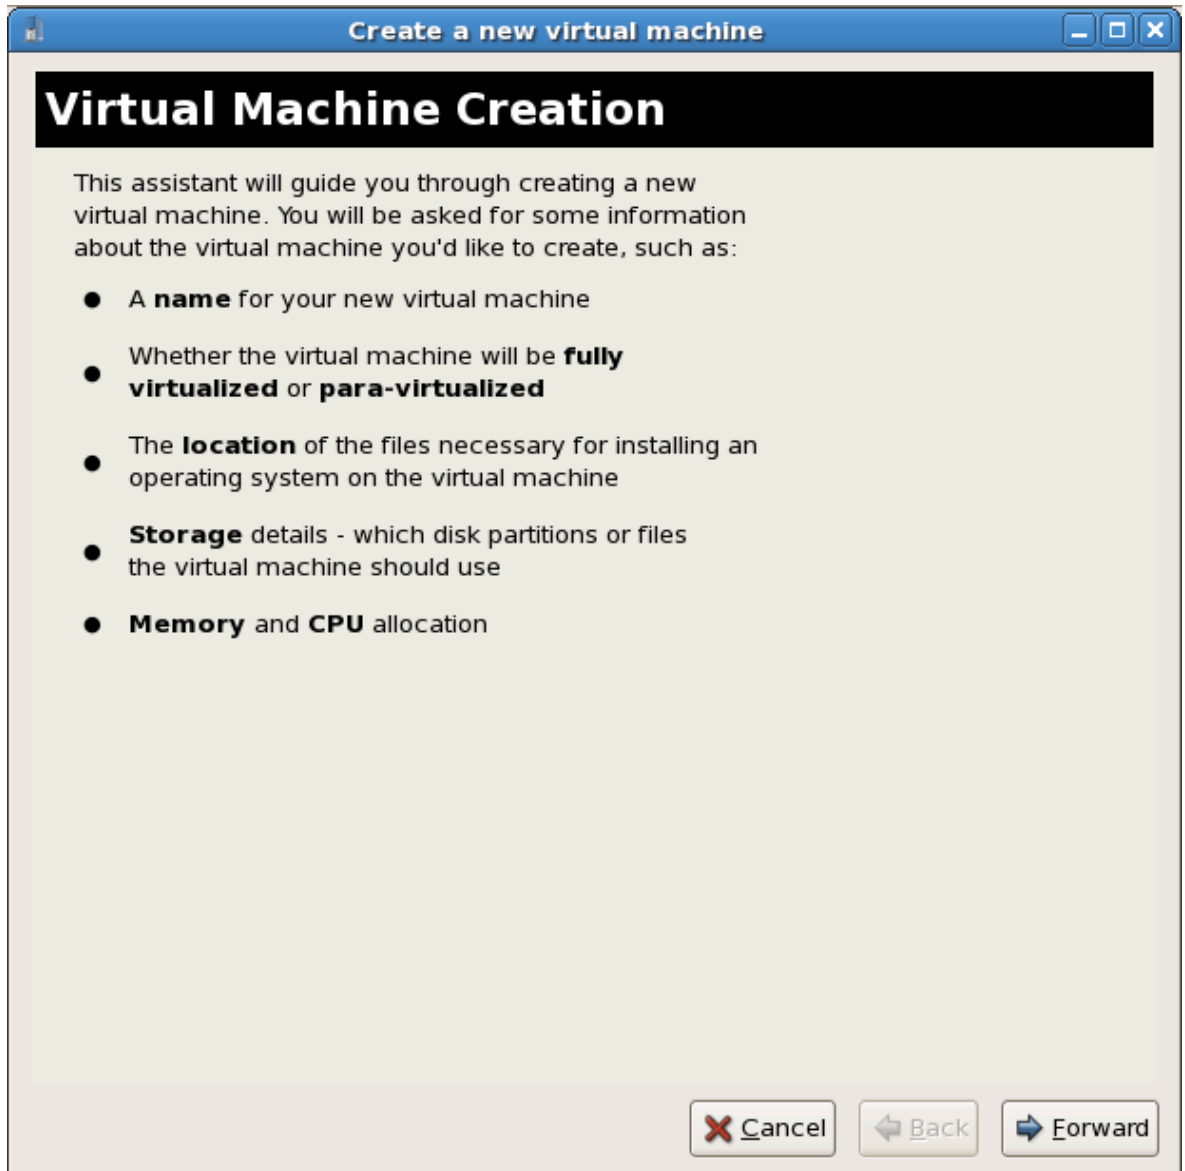 Create a new virtual machine
Virtual Machine Creation
This assistant will guide you through creating a new
virtual machine. You will be asked for some information
about the virtual machine you'd like to create, such as:
● A name for your new virtual machine
● Whether the virtual machine will be fully
virtualized or para-virtualized
● The location of the files necessary for installing an
operating system on the virtual machine
● Storage details - which disk partitions or files
the virtual machine should use
● Memory and CPU allocation
Cancel Back Forward